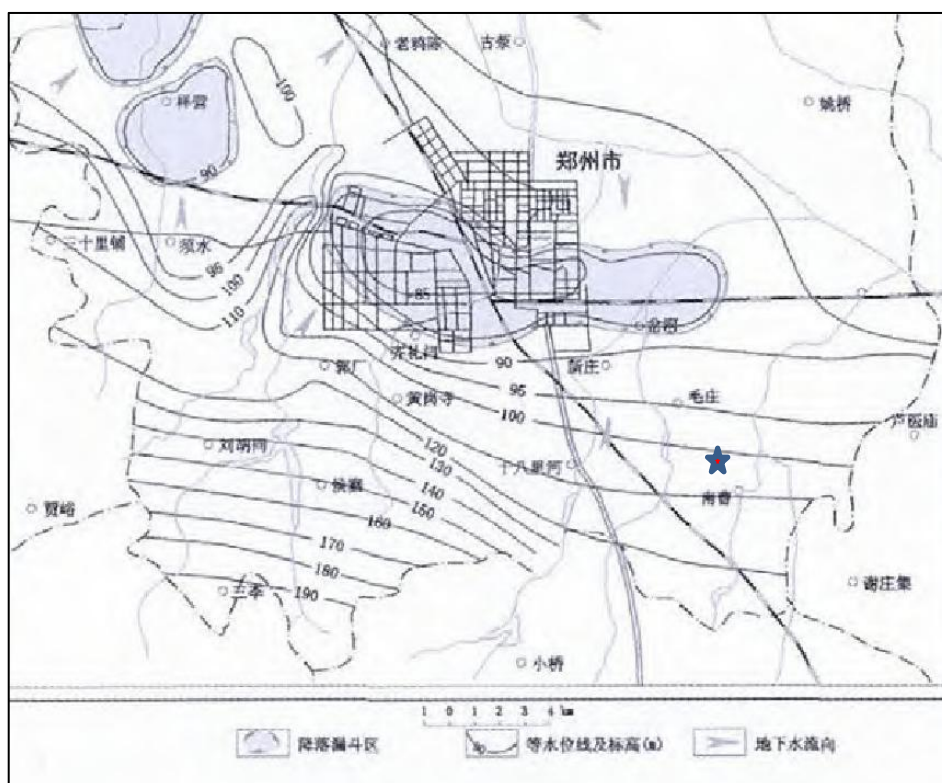 老鸦陈
古荥
姚桥
祥营
100
郑州市
90
三十里铺
须水
95
100
110
85
金洼
齐礼阎
90
郭厂
新庄
95
毛庄
黄岗寺
100
刘胡同
120
130
十八里河
侯寨
140
南曹
贾峪
150
160
170
180
谢庄集
三李
190
小桥
1 0 1 2 3 4 km
降落漏斗区
90
等水位线及标高(m)
地下水流向